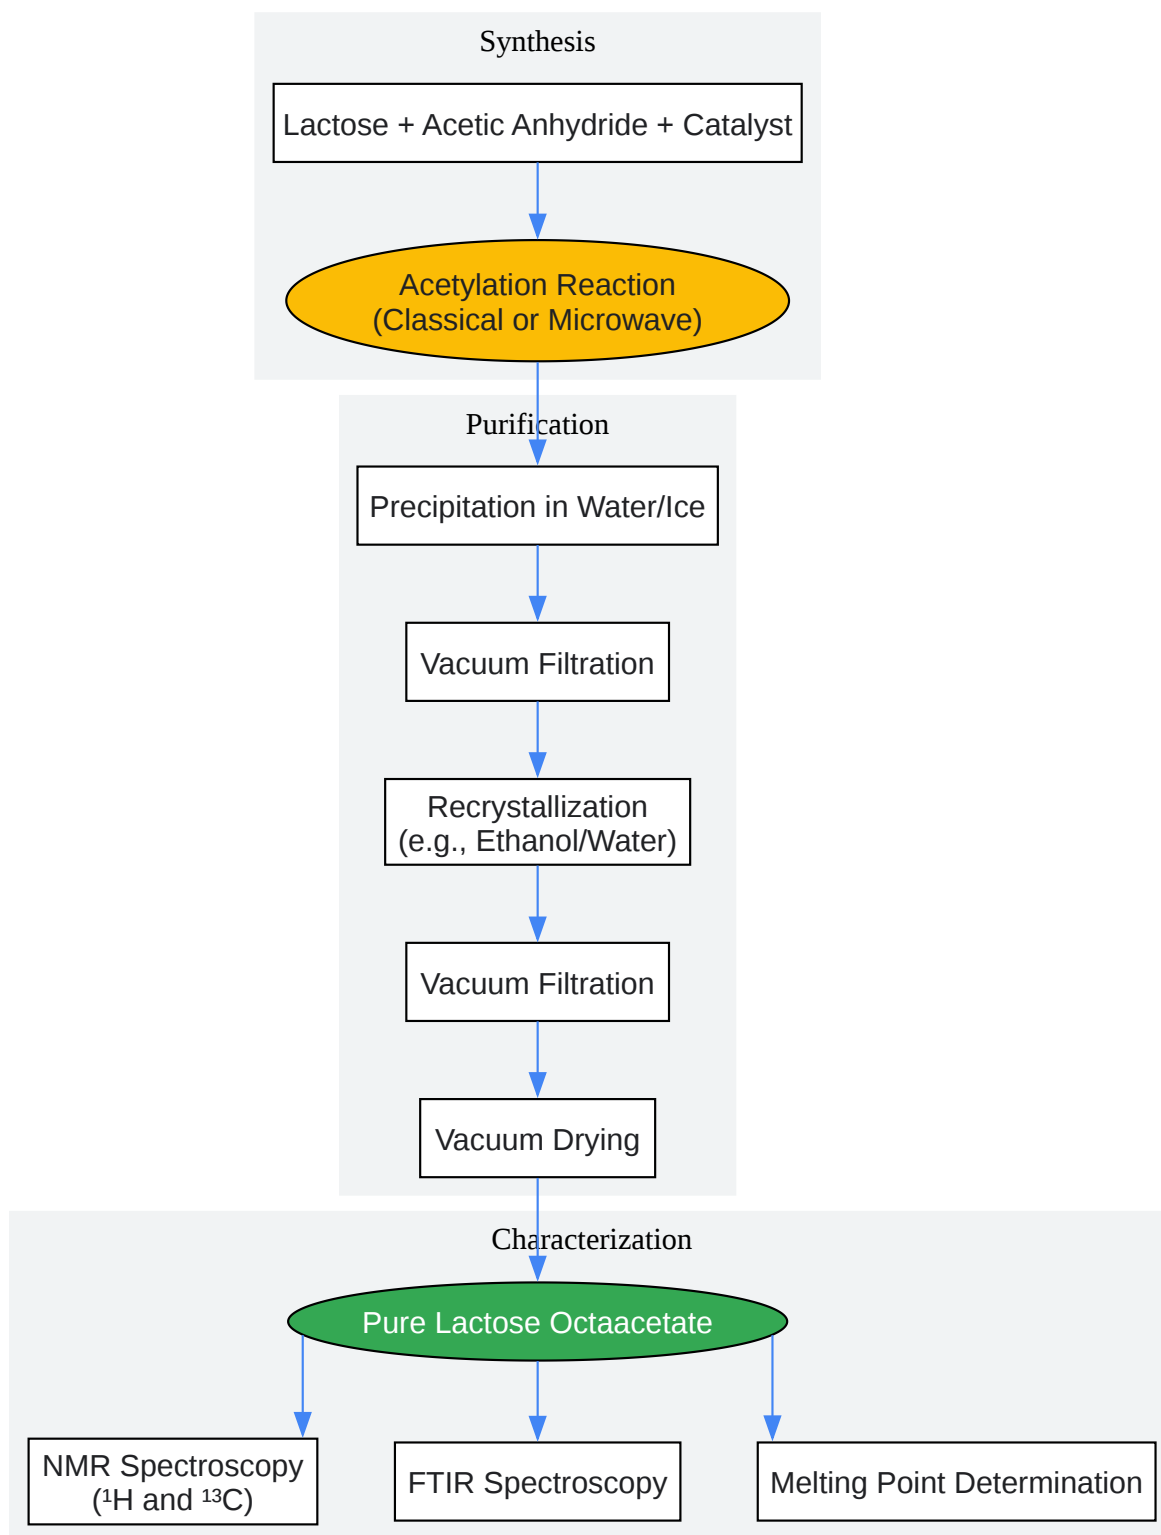 Synthesis
Lactose + Acetic Anhydride + Catalyst
Acetylation Reaction
(Classical or Microwave)
Purification
Precipitation in Water/Ice
Vacuum Filtration
Recrystallization
(e.g., Ethanol/Water)
Vacuum Filtration
Vacuum Drying
Characterization
Pure Lactose Octaacetate
NMR Spectroscopy
(¹H and ¹³C)
FTIR Spectroscopy
Melting Point Determination